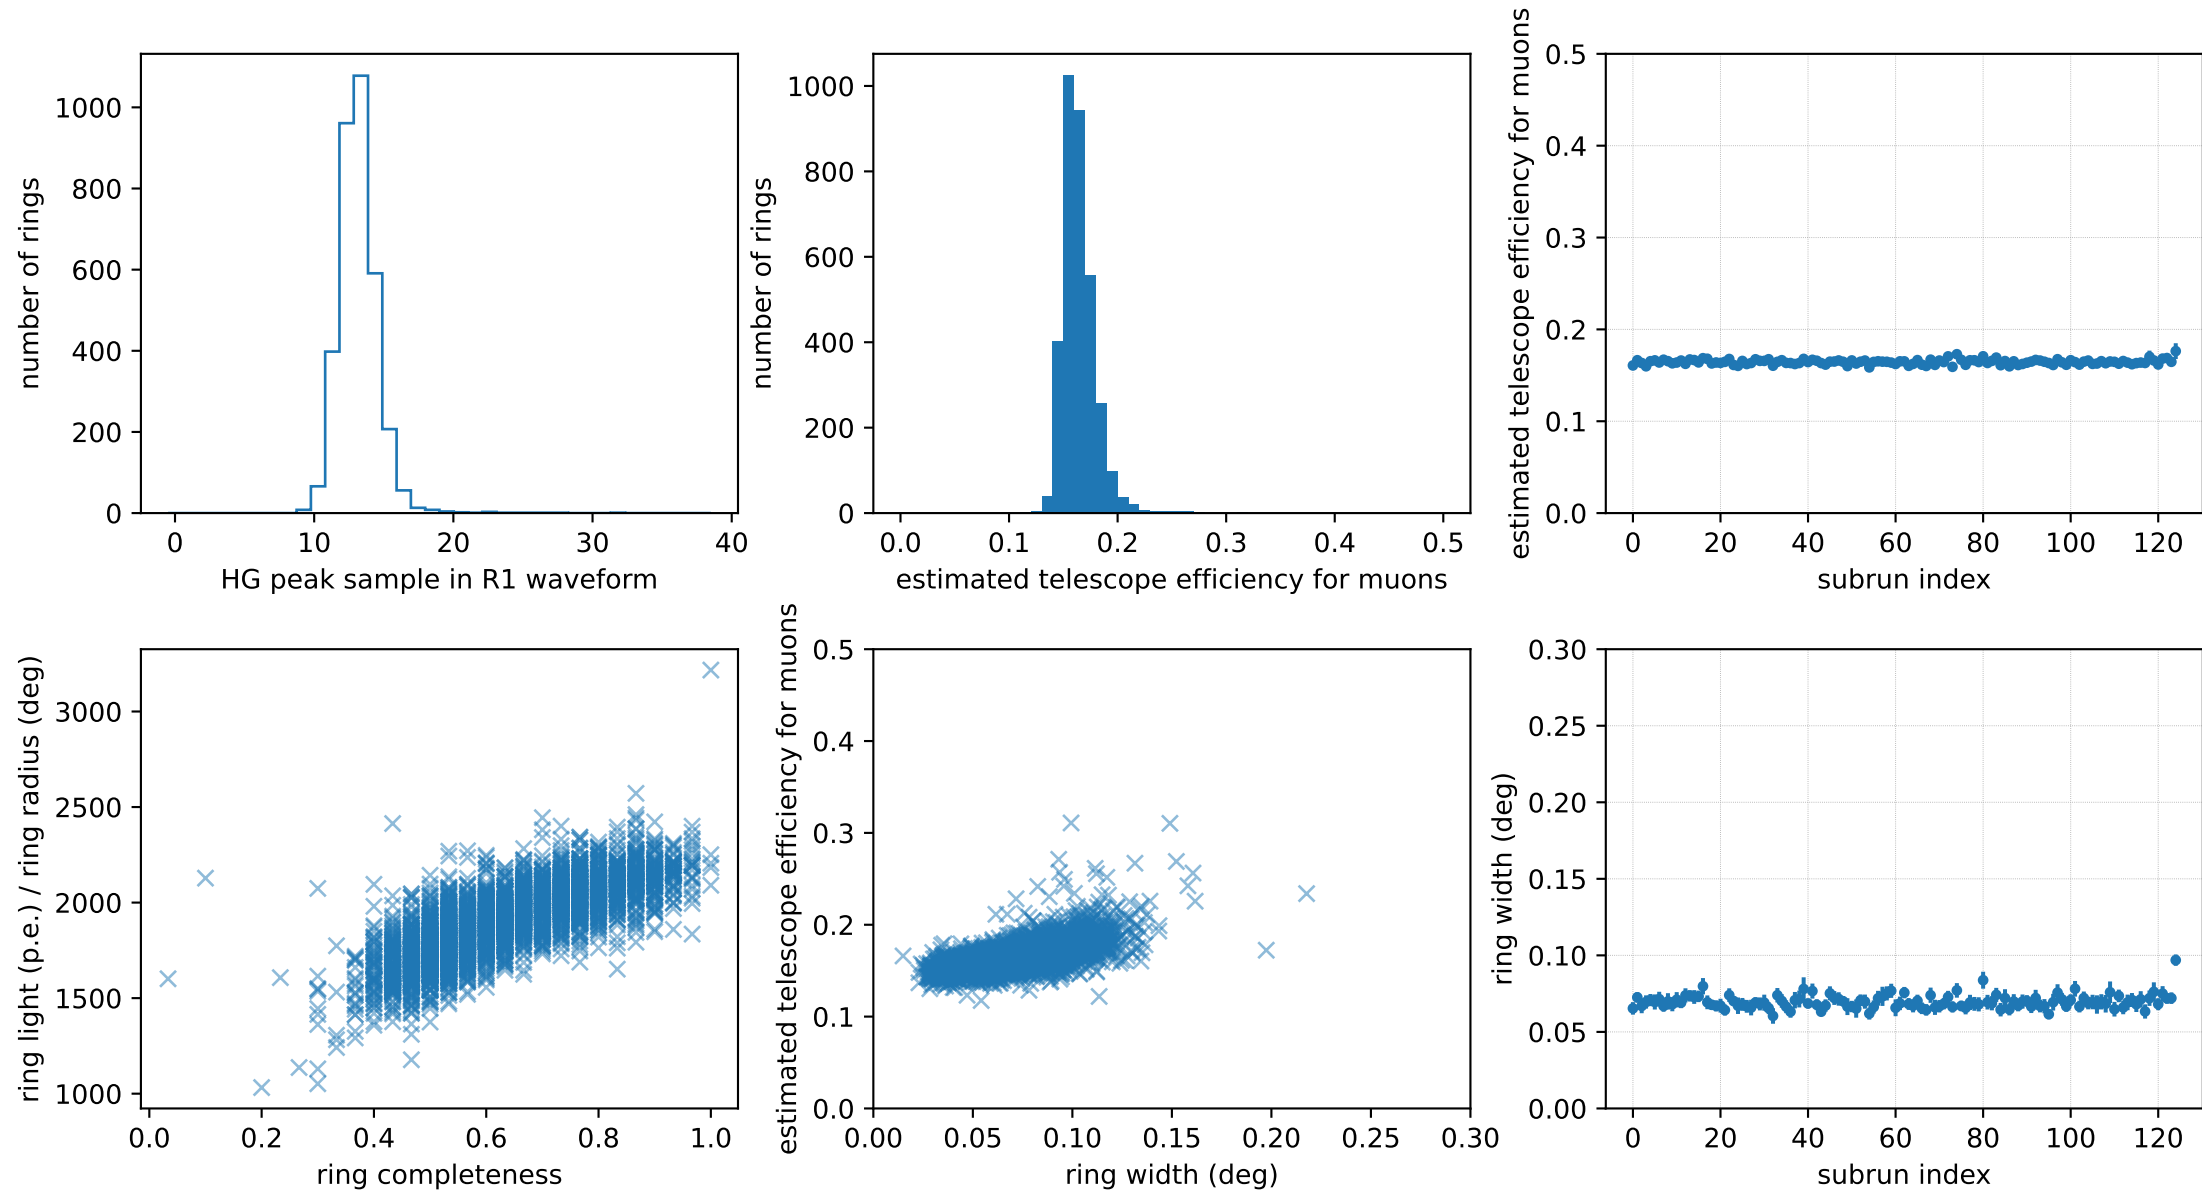 number of rings
1000
800
600
400
200
0
0 10 20 30 40
HG peak sample in R1 waveform
number of rings
1000
800
600
400
200
0
0.0 0.1 0.2 0.3 0.4 0.5
estimated telescope efficiency for muons
estimated telescope efficiency for muons
0.5
0.4
0.3
0.2
0.1
0.0
0 20 40 60 80 100 120
subrun index
ring light (p.e.) / ring radius (deg)
3000
2500
2000
1500
1000
0.0 0.2 0.4 0.6 0.8 1.0
ring completeness
estimated telescope efficiency for muons
0.5
0.4
0.3
0.2
0.1
0.0
0.00 0.05 0.10 0.15 0.20 0.25 0.30
ring width (deg)
ring width (deg)
0.30
0.25
0.20
0.15
0.10
0.05
0.00
0 20 40 60 80 100 120
subrun index